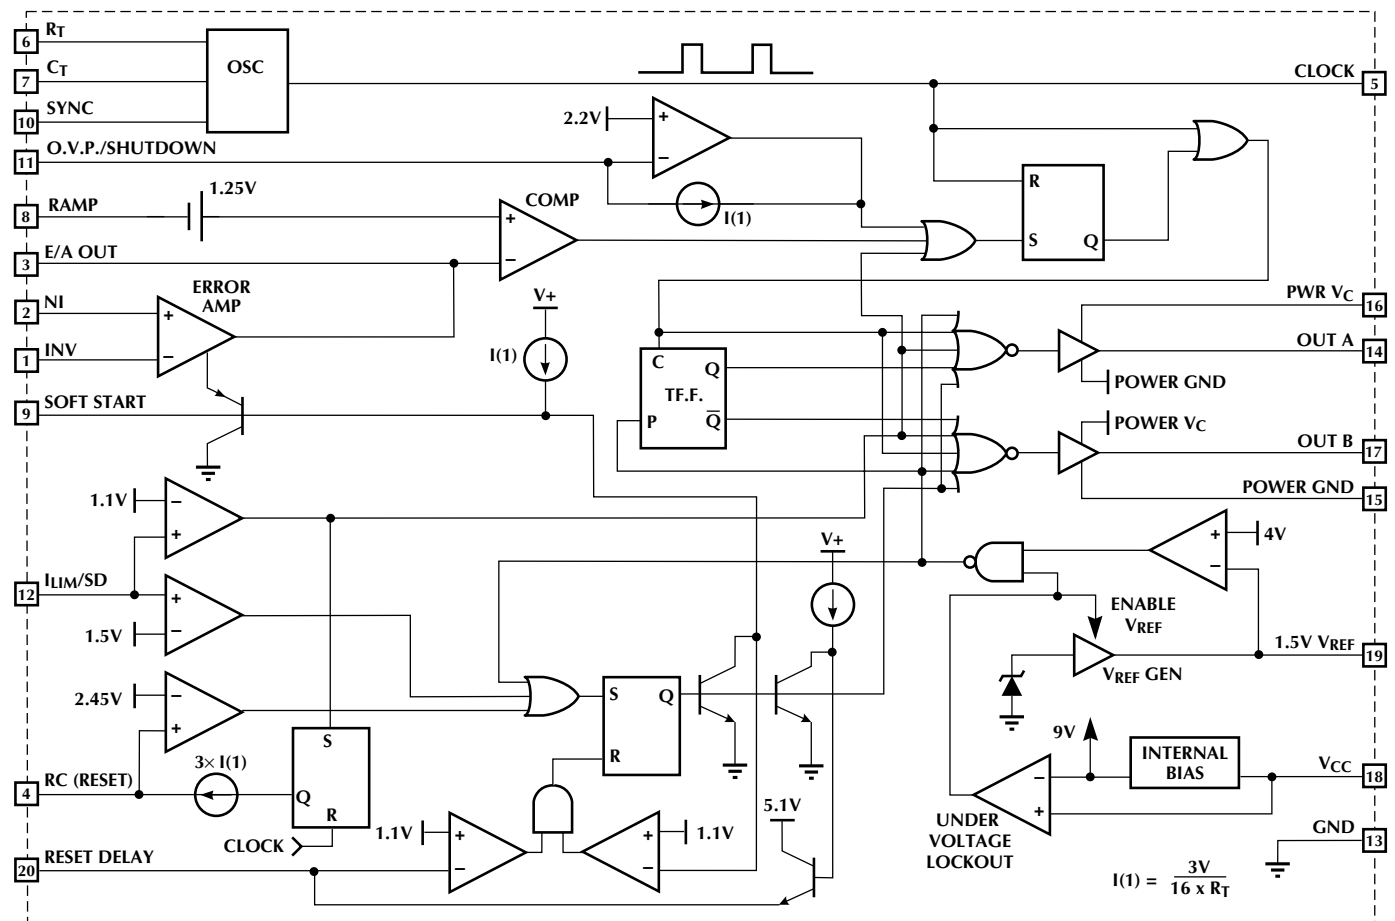 6 RT
7 CT
10 SYNC
OSC
CLOCK 5
11 O.V.P./SHUTDOWN
2.2V
+
−
I(1)
8 RAMP
1.25V
COMP
+
−
R
S Q
3 E/A OUT
ERROR
AMP
2 NI
+
1 INV
−
V+
I(1)
9 SOFT START
C
Q
TF.F.
P
Q̅
PWR VC 16
OUT A 14
POWER GND
POWER VC
OUT B 17
POWER GND 15
1.1V
−
+
12 ILIM/SD
+
1.5V
−
2.45V
−
+
V+
+
4V
−
ENABLE
VREF
1.5V VREF 19
VREF GEN
S Q
R
S
Q
R
3× I(1)
4 RC (RESET)
CLOCK
9V
INTERNAL
BIAS
VCC 18
−
+
UNDER
VOLTAGE
LOCKOUT
GND 13
1.1V
+
−
+
1.1V
−
5.1V
20 RESET DELAY
I(1) = 3V
16 x RT